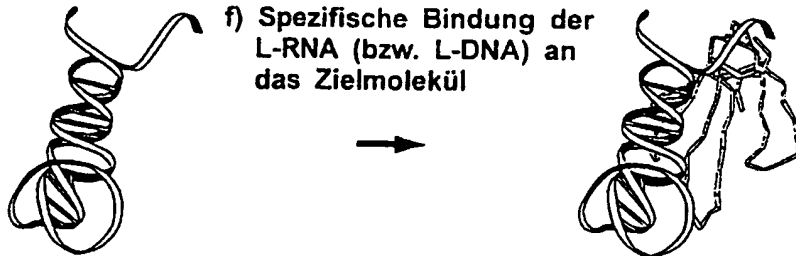 f) Spezifische Bindung der
L-RNA (bzw. L-DNA) an
das Zielmolekül